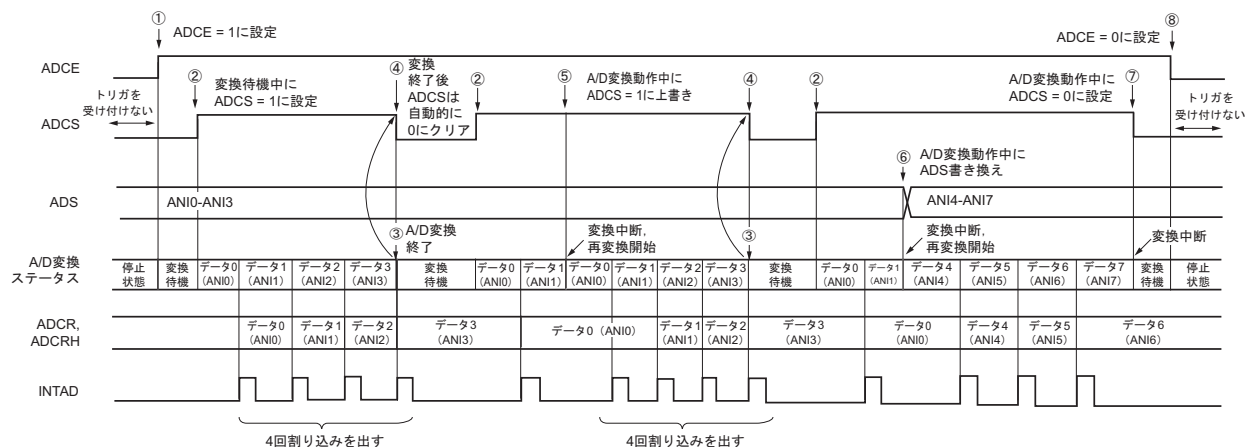 ① ADCE = 1に設定
⑧
ADCE = 0に設定
ADCE
トリガを
受け付けない
② 変換待機中に
ADCS = 1に設定
④ 変換
終了後
ADCSは
自動的に
0にクリア
②
⑤ A/D変換動作中に
ADCS = 1に上書き
④
②
A/D変換動作中に
ADCS = 0に設定
⑦
トリガを
受け付けない
ADCS
⑥ A/D変換動作中に
ADS書き換え
ADS
ANI0-ANI3
ANI4-ANI7
③ A/D変換
終了
変換中断,
再変換開始
③
変換中断,
再変換開始
変換中断
A/D変換
ステータス
停止
状態
変換
待機
データ0
(ANI0)
データ1
(ANI1)
データ2
(ANI2)
データ3
(ANI3)
変換
待機
データ0
(ANI0)
データ1
(ANI1)
データ0
(ANI0)
データ1
(ANI1)
データ2
(ANI2)
データ3
(ANI3)
変換
待機
データ0
(ANI0)
データ1
(ANI1)
データ4
(ANI4)
データ5
(ANI5)
データ6
(ANI6)
データ7
(ANI7)
変換
待機
停止
状態
ADCR,
ADCRH
データ0
(ANI0)
データ1
(ANI1)
データ2
(ANI2)
データ3
(ANI3)
データ0 (ANI0)
データ1
(ANI1)
データ2
(ANI2)
データ3
(ANI3)
データ0
(ANI0)
データ4
(ANI4)
データ5
(ANI5)
データ6
(ANI6)
INTAD
4回割り込みを出す
4回割り込みを出す